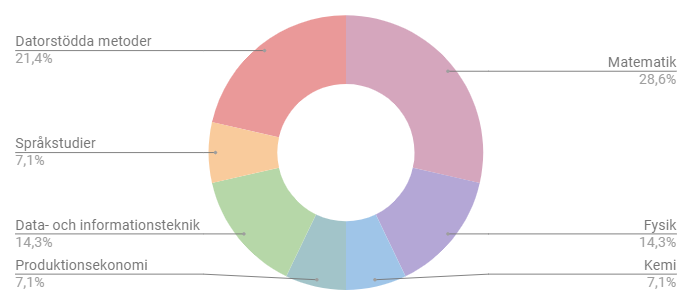 Datorstödda metoder
21,4%
Matematik
28,6%
Språkstudier
7,1%
Data- och informationsteknik
14,3%
Fysik
14,3%
Produktionsekonomi
7,1%
Kemi
7,1%